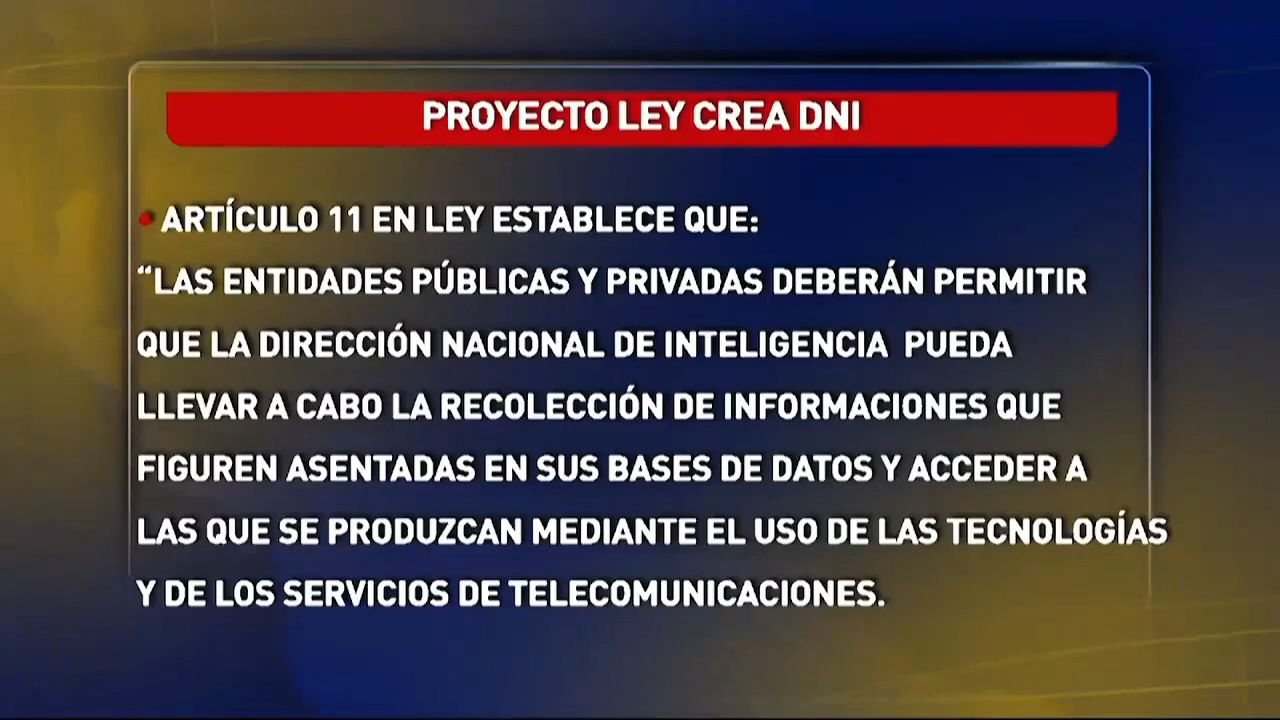 PROYECTO LEY CREA DNI
• ARTÍCULO 11 EN LEY ESTABLECE QUE:
“LAS ENTIDADES PÚBLICAS Y PRIVADAS DEBERÁN PERMITIR
QUE LA DIRECCIÓN NACIONAL DE INTELIGENCIA PUEDA
LLEVAR A CABO LA RECOLECCIÓN DE INFORMACIONES QUE
FIGUREN ASENTADAS EN SUS BASES DE DATOS Y ACCEDER A
LAS QUE SE PRODUZCAN MEDIANTE EL USO DE LAS TECNOLOGÍAS
Y DE LOS SERVICIOS DE TELECOMUNICACIONES.